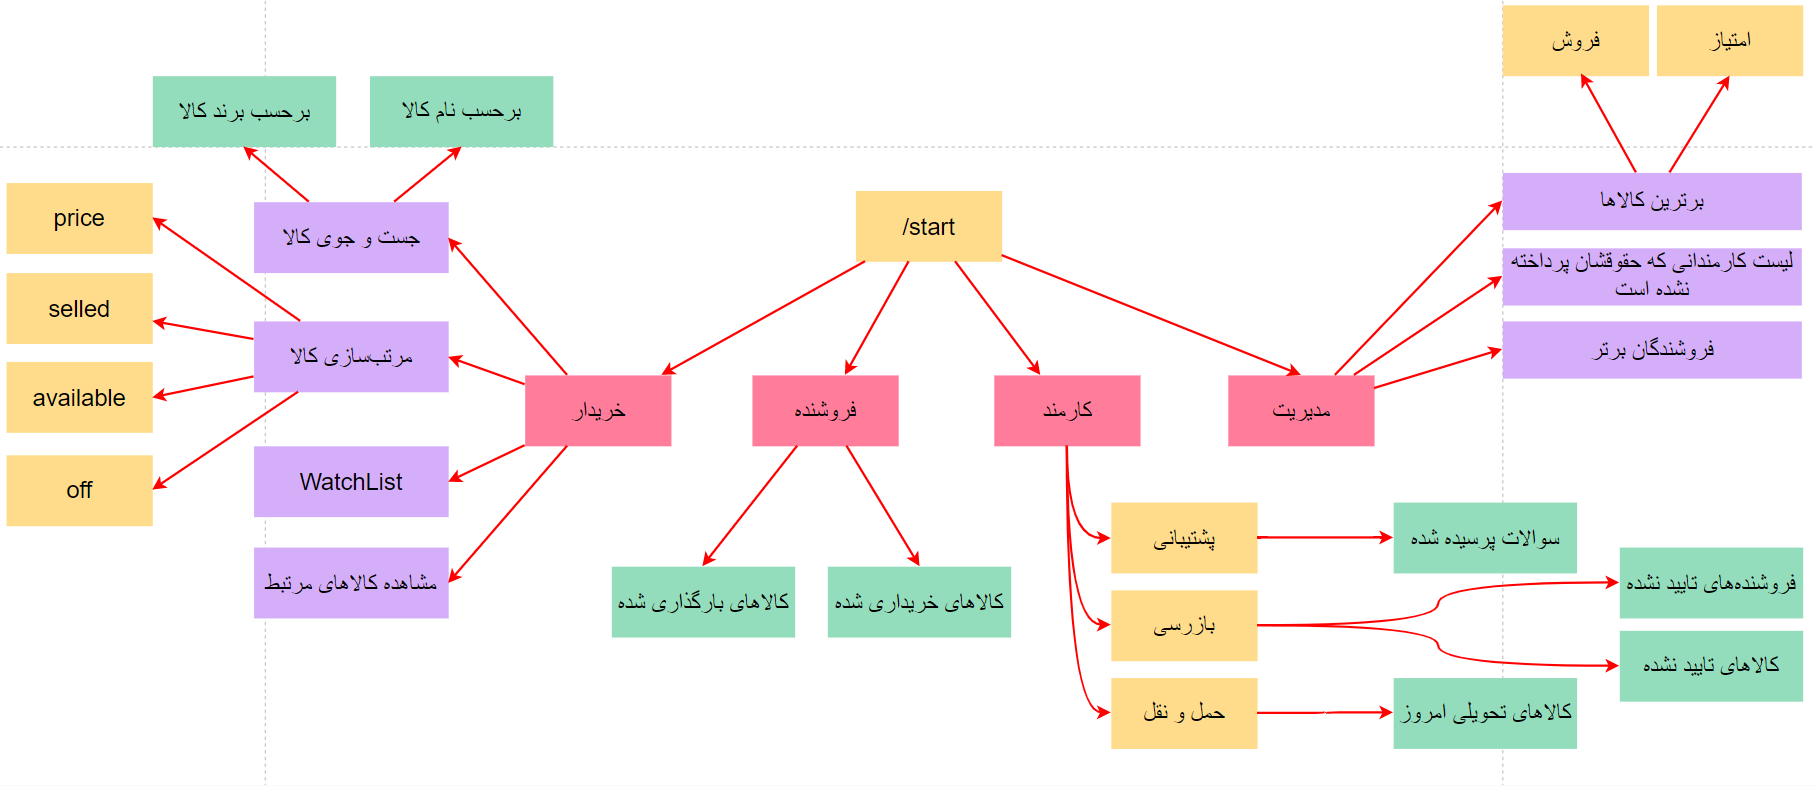 فروش
امتیاز
برحسب برند کالا
برحسب نام کالا
price
جست و جوی کالا
/start
برترین کالاها
لیست کارمندانی که حقوقشان پرداخته
نشده است
selled
مرتب‌سازی کالا
فروشندگان برتر
available
خریدار
فروشنده
کارمند
مدیریت
off
WatchList
مشاهده کالاهای مرتبط
کالاهای بارگذاری شده
کالاهای خریداری شده
پشتیبانی
سوالات پرسیده شده
فروشنده‌های تایید نشده
بازرسی
کالاهای تایید نشده
حمل و نقل
کالاهای تحویلی امروز